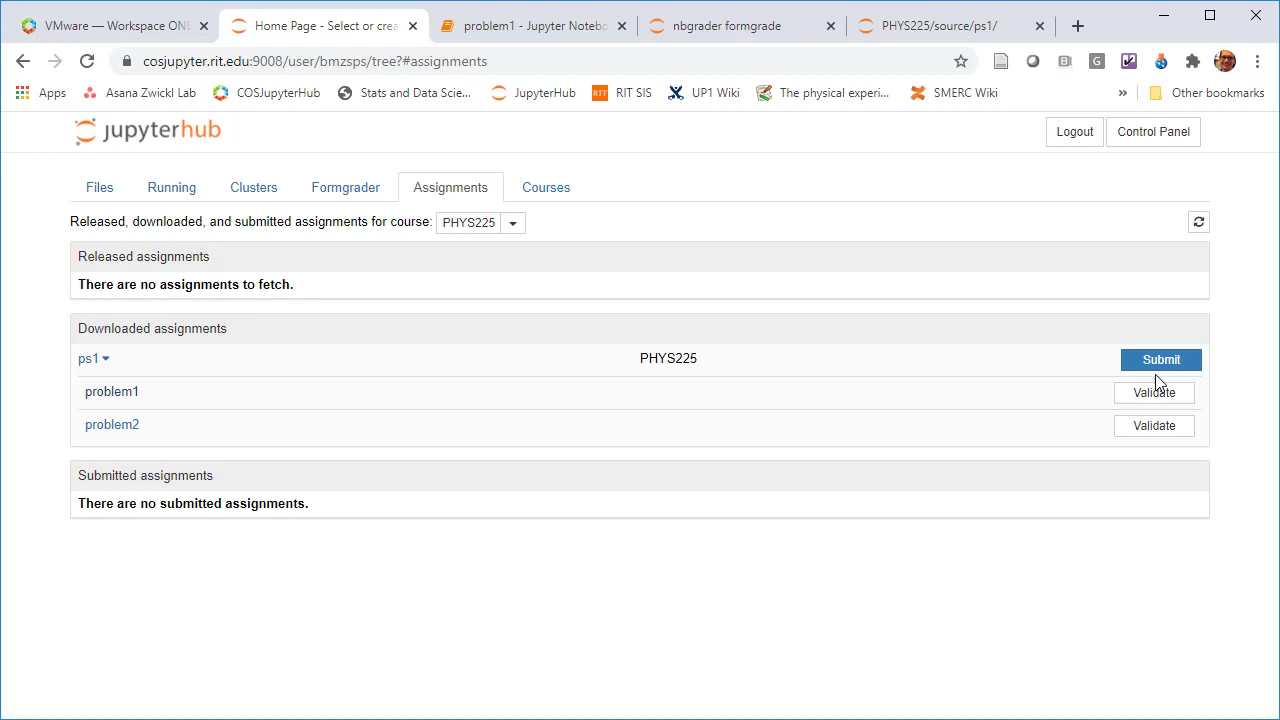 VMware — Workspace ONE
Home Page - Select or crea
problem1 - Jupyter Notebo
nbgrader formgrade
PHYS225/source/ps1/
cosjupyter.rit.edu:9008/user/bmzsps/tree?#assignments
Apps
Asana Zwickl Lab
COSJupyterHub
Stats and Data Scie...
JupyterHub
RIT
RIT SIS
UP1 Wiki
The physical experi...
SMERC Wiki
»
Other bookmarks
jupyterhub
Logout
Control Panel
Files
Running
Clusters
Formgrader
Assignments
Courses
Released, downloaded, and submitted assignments for course:
PHYS225
Released assignments
There are no assignments to fetch.
Downloaded assignments
ps1
PHYS225
Submit
problem1
Validate
problem2
Validate
Submitted assignments
There are no submitted assignments.